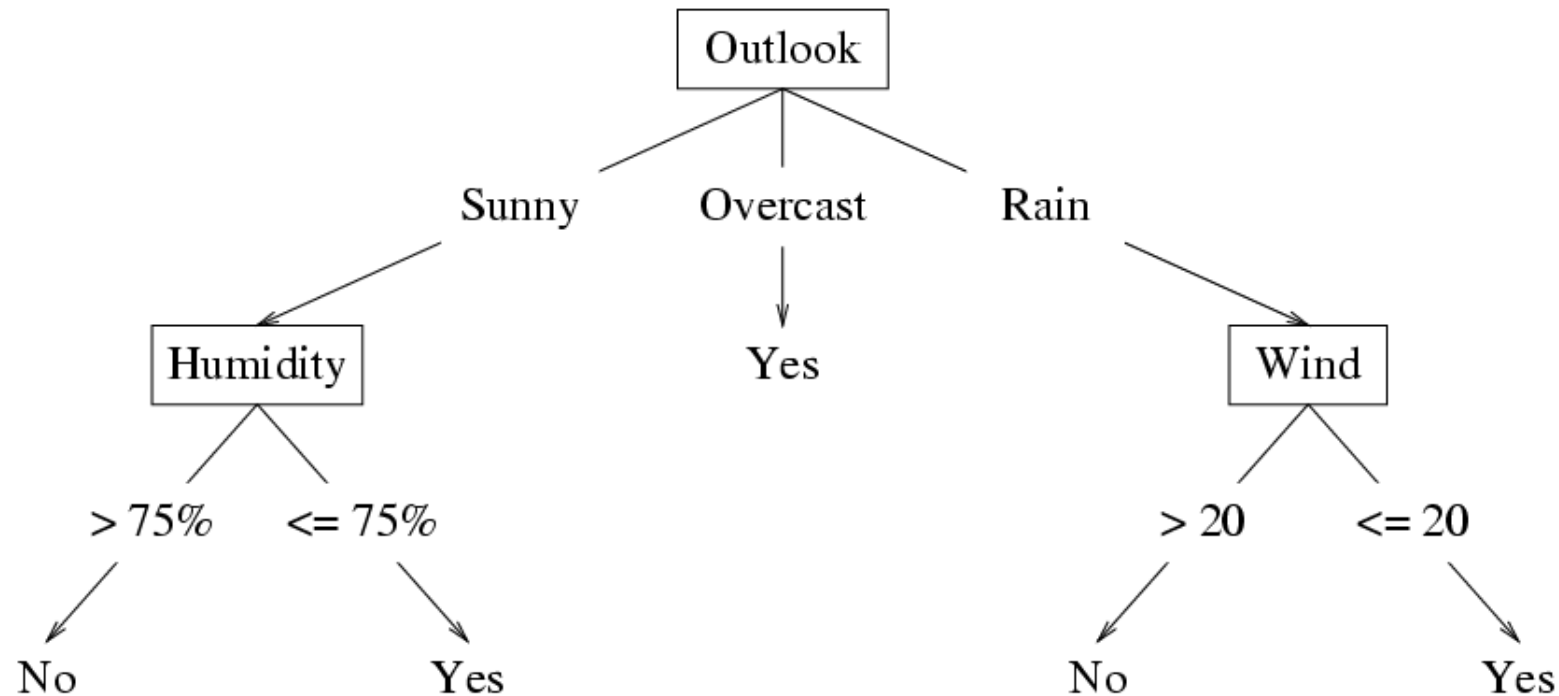 Outlook
Sunny Overcast Rain
Humidity Yes Wind
> 75% <= 75% > 20 <= 20
No Yes No Yes